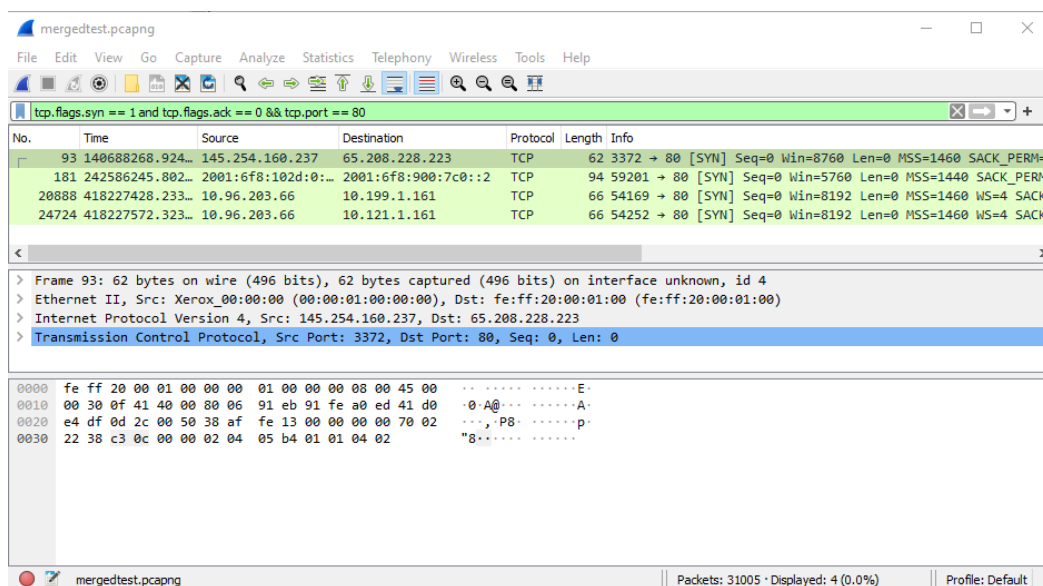 mergedtest.pcapng
File Edit View Go Capture Analyze Statistics Telephony Wireless Tools Help
tcp.flags.syn == 1 and tcp.flags.ack == 0 && tcp.port == 80
No. Time Source Destination Protocol Length Info
93 140688268.924… 145.254.160.237 65.208.228.223 TCP 62 3372 → 80 [SYN] Seq=0 Win=8760 Len=0 MSS=1460 SACK_PERM=
181 242586245.802… 2001:6f8:102d:0:… 2001:6f8:900:7c0::2 TCP 94 59201 → 80 [SYN] Seq=0 Win=5760 Len=0 MSS=1440 SACK_PERM
20888 418227428.233… 10.96.203.66 10.199.1.161 TCP 66 54169 → 80 [SYN] Seq=0 Win=8192 Len=0 MSS=1460 WS=4 SACK
24724 418227572.323… 10.96.203.66 10.121.1.161 TCP 66 54252 → 80 [SYN] Seq=0 Win=8192 Len=0 MSS=1460 WS=4 SACK
> Frame 93: 62 bytes on wire (496 bits), 62 bytes captured (496 bits) on interface unknown, id 4
> Ethernet II, Src: Xerox_00:00:00 (00:00:01:00:00:00), Dst: fe:ff:20:00:01:00 (fe:ff:20:00:01:00)
> Internet Protocol Version 4, Src: 145.254.160.237, Dst: 65.208.228.223
> Transmission Control Protocol, Src Port: 3372, Dst Port: 80, Seq: 0, Len: 0
0000 fe ff 20 00 01 00 00 00 01 00 00 00 08 00 45 00 ·· ····· ······E·
0010 00 30 0f 41 40 00 80 06 91 eb 91 fe a0 ed 41 d0 ·0·A@··· ······A·
0020 e4 df 0d 2c 00 50 38 af fe 13 00 00 00 00 70 02 ···,·P8· ······p·
0030 22 38 c3 0c 00 00 02 04 05 b4 01 01 04 02 "8······ ······
mergedtest.pcapng Packets: 31005 · Displayed: 4 (0.0%) Profile: Default